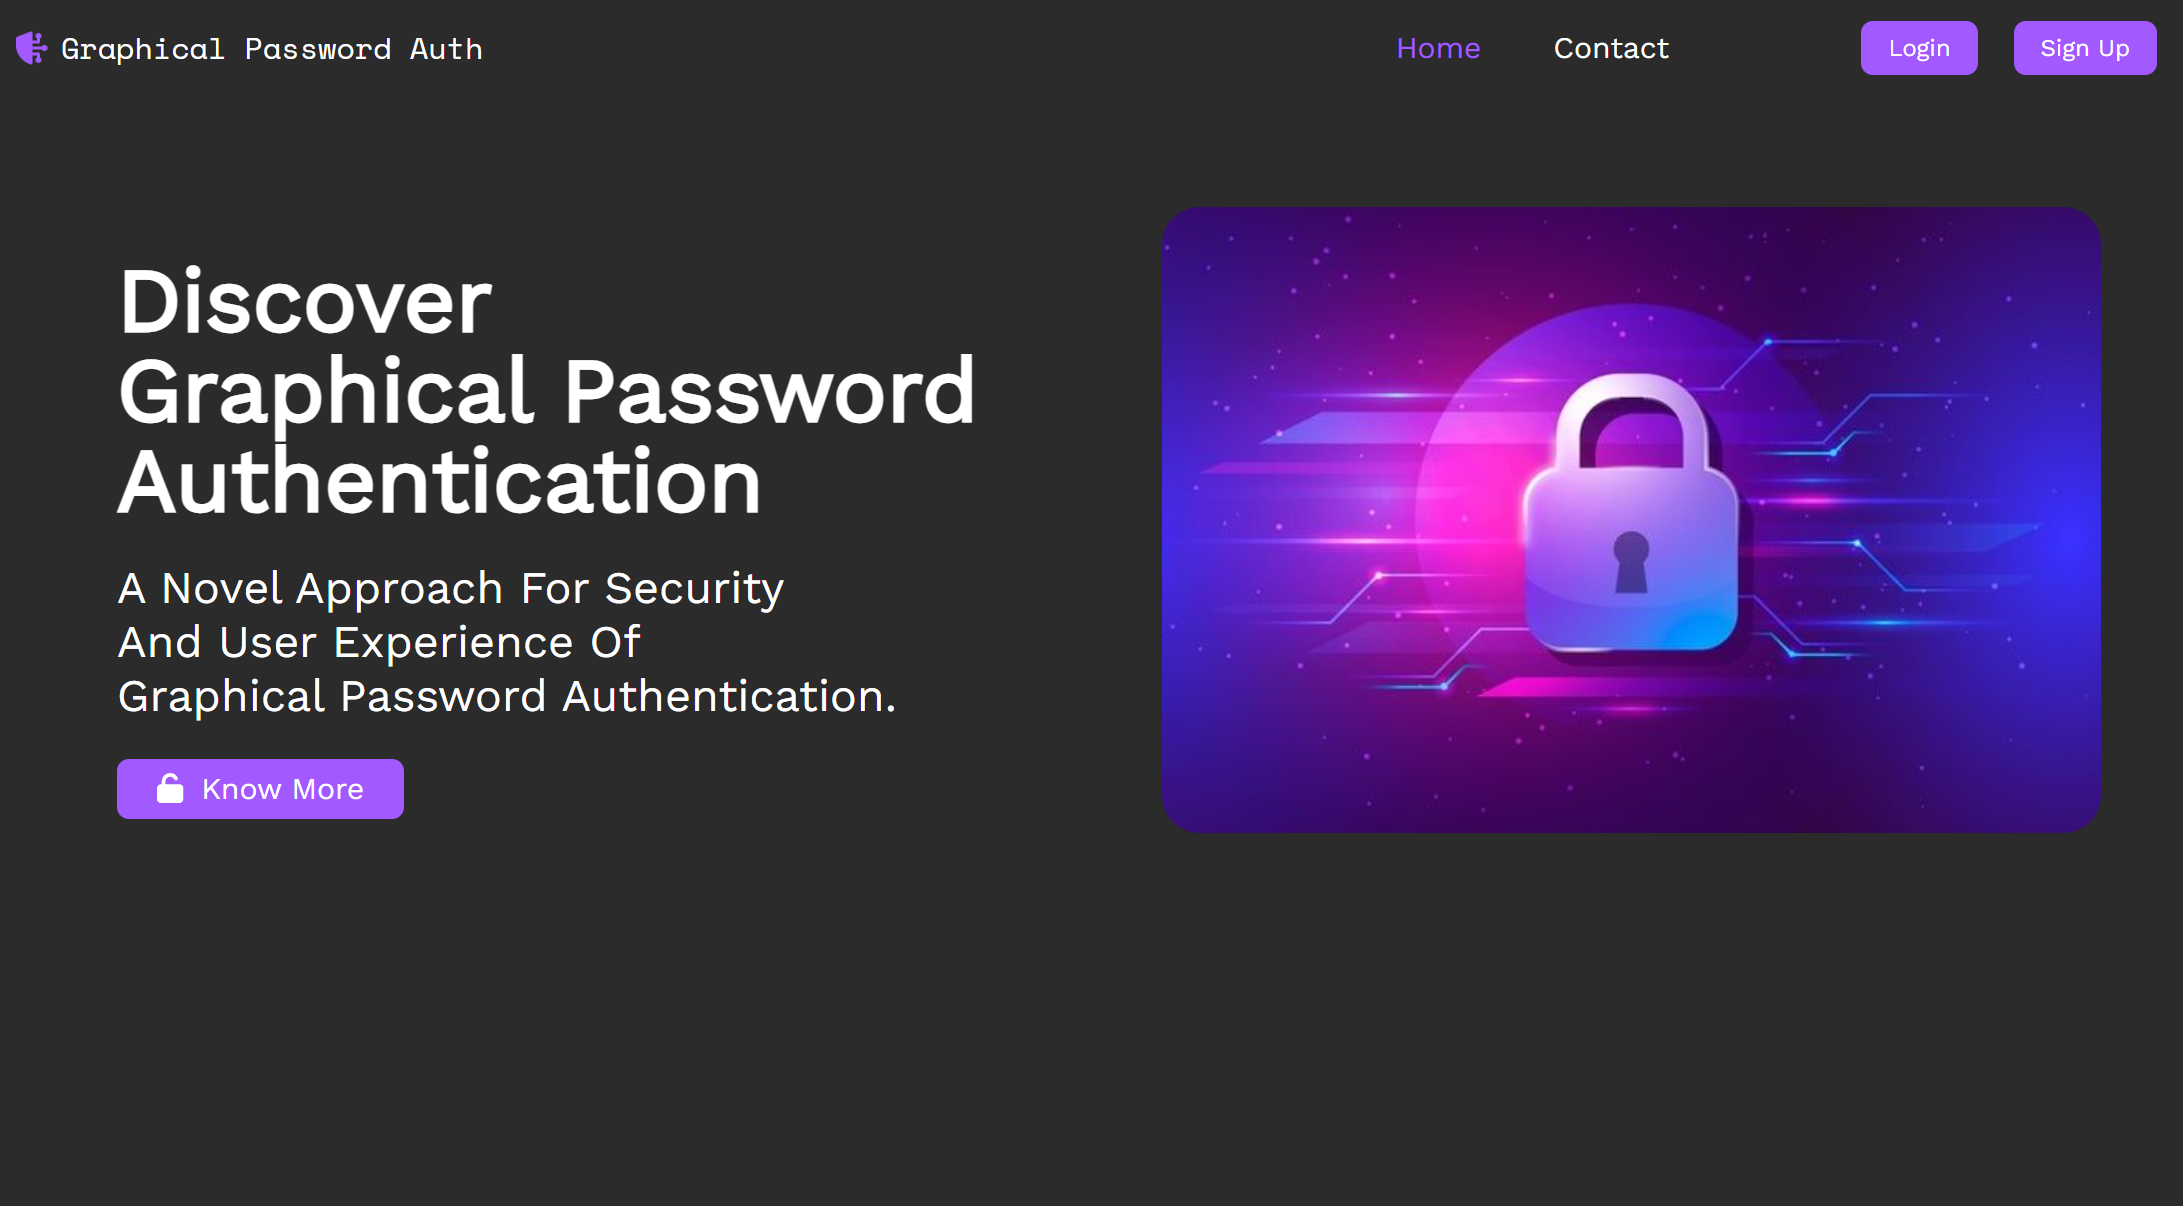 Graphical Password Auth
Home
Contact
Login
Sign Up
Discover
Graphical Password
Authentication
A Novel Approach For Security
And User Experience Of
Graphical Password Authentication.
Know More